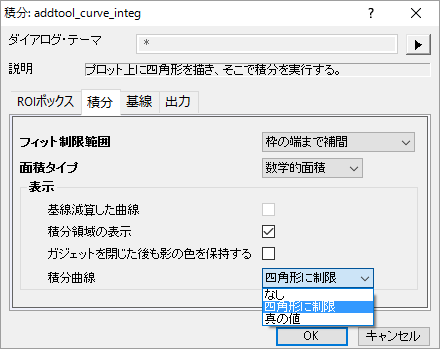 積分: addtool_curve_integ
ダイアログ・テーマ
*
説明
プロット上に四角形を描き、そこで積分を実行する。
ROIボックス 積分 基線 出力
フィット制限範囲 枠の端まで補間
面積タイプ 数学的面積
表示
基線減算した曲線
積分領域の表示
ガジェットを閉じた後も影の色を保持する
積分曲線 四角形に制限
なし
四角形に制限
真の値
OK キャンセル